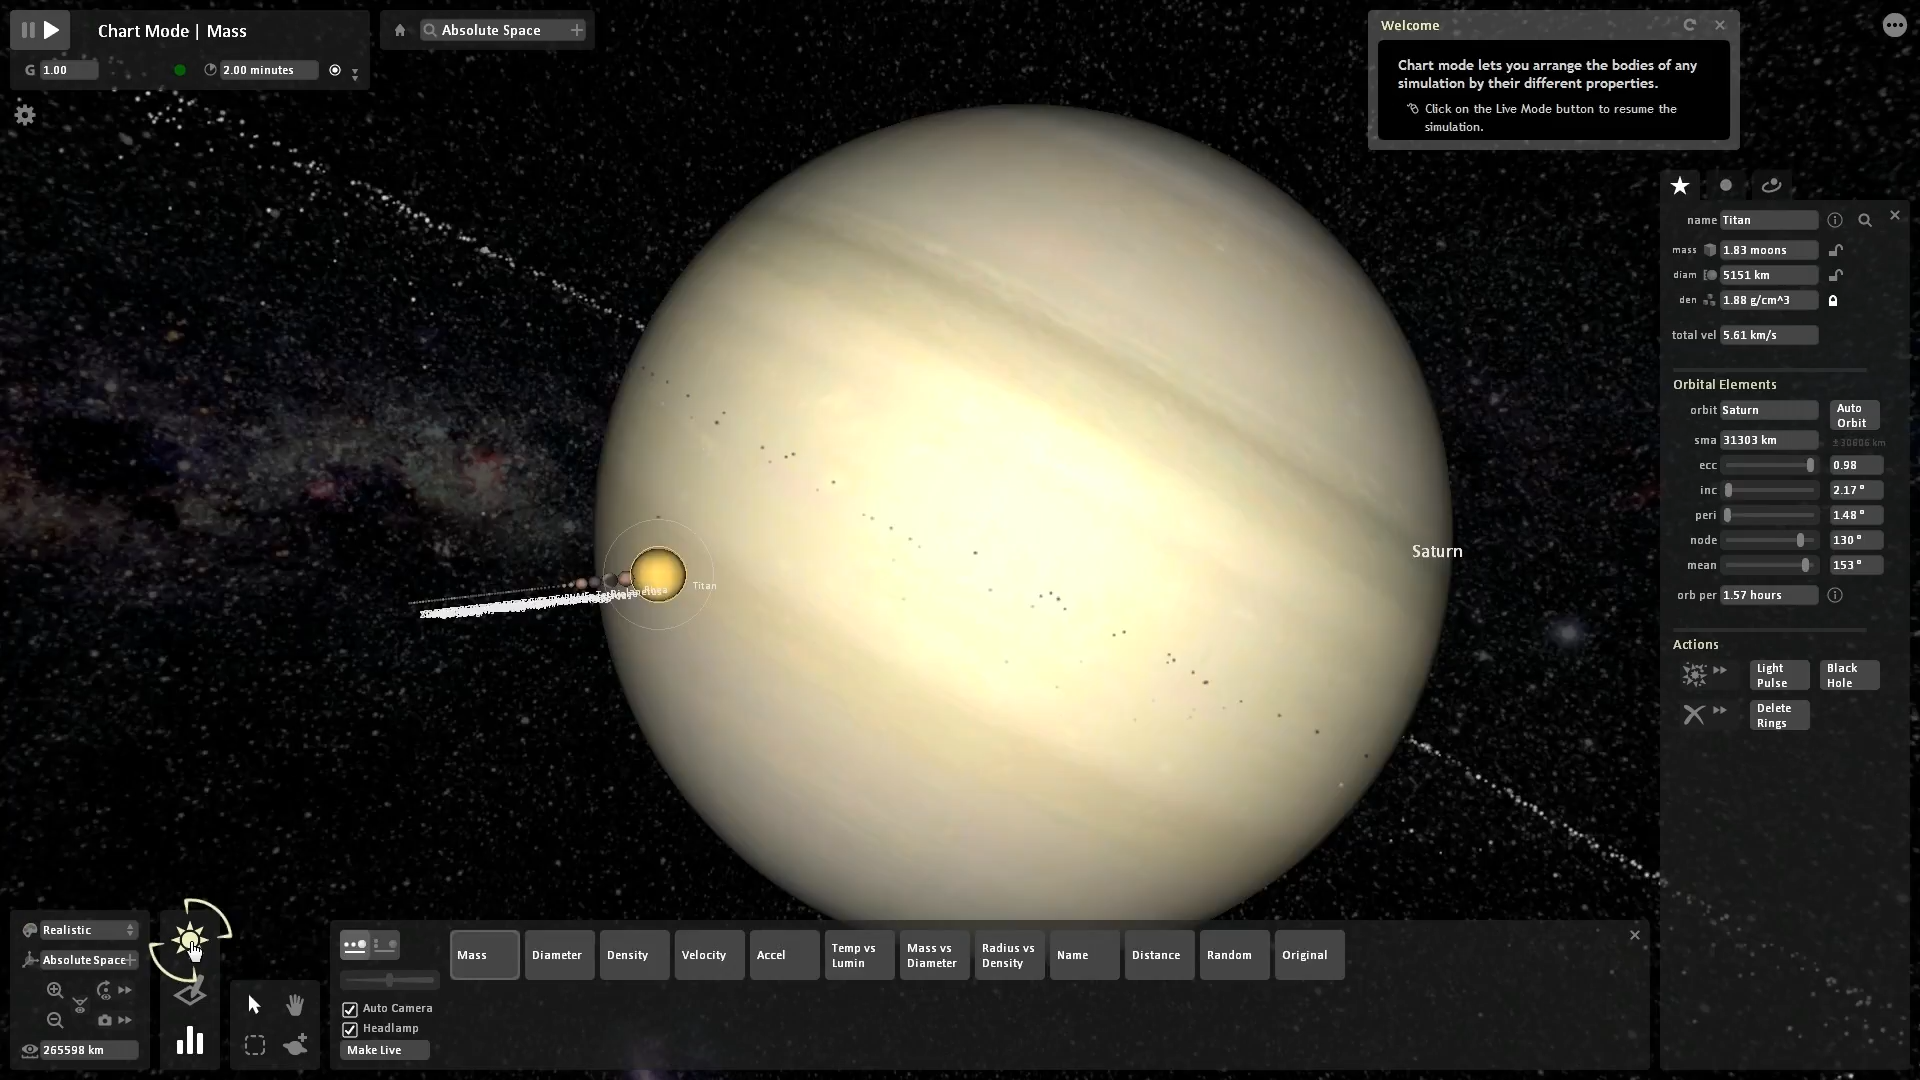 Chart Mode | Mass
G 1.00
2.00 minutes
Absolute Space
Welcome
Chart mode lets you arrange the bodies of any
simulation by their different properties.
Click on the Live Mode button to resume the
simulation.
name Titan
mass 1.83 moons
diam 5151 km
den 1.88 g/cm^3
total vel 5.61 km/s
Orbital Elements
orbit Saturn
Auto
Orbit
sma 31303 km
±30606 km
ecc 0.98
inc 2.17 °
peri 1.48 °
node 130 °
mean 153 °
orb per 1.57 hours
Actions
Light
Pulse
Black
Hole
Delete
Rings
Saturn
Titan
Realistic
Absolute Space
265598 km
Mass
Diameter
Density
Velocity
Accel
Temp vs
Lumin
Mass vs
Diameter
Radius vs
Density
Name
Distance
Random
Original
Auto Camera
Headlamp
Make Live